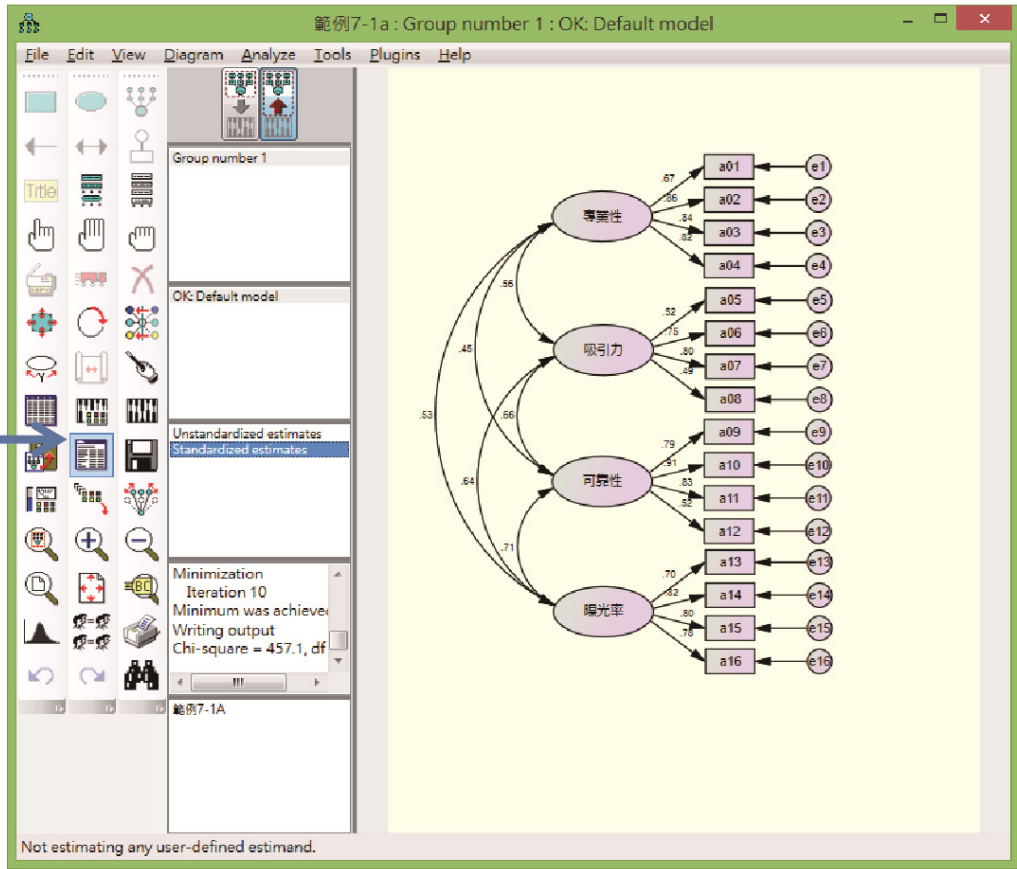 範例7-1a : Group number 1 : OK: Default model
File Edit View Diagram Analyze Tools Plugins Help
Title
Group number 1
OK: Default model
Unstandardized estimates
Standardized estimates
Minimization
Iteration 10
Minimum was achieved
Writing output
Chi-square = 457.1, df
範例7-1A
專業性
.67 a01 e1
.86 a02 e2
.84 a03 e3
.82 a04 e4
.56
吸引力
.52 a05 e5
.75 a06 e6
.80 a07 e7
.49 a08 e8
.45
.53
.66
可靠性
.79 a09 e9
.91 a10 e10
.83 a11 e11
.52 a12 e12
.64
.71
曝光率
.70 a13 e13
.82 a14 e14
.80 a15 e15
.78 a16 e16
Not estimating any user-defined estimand.